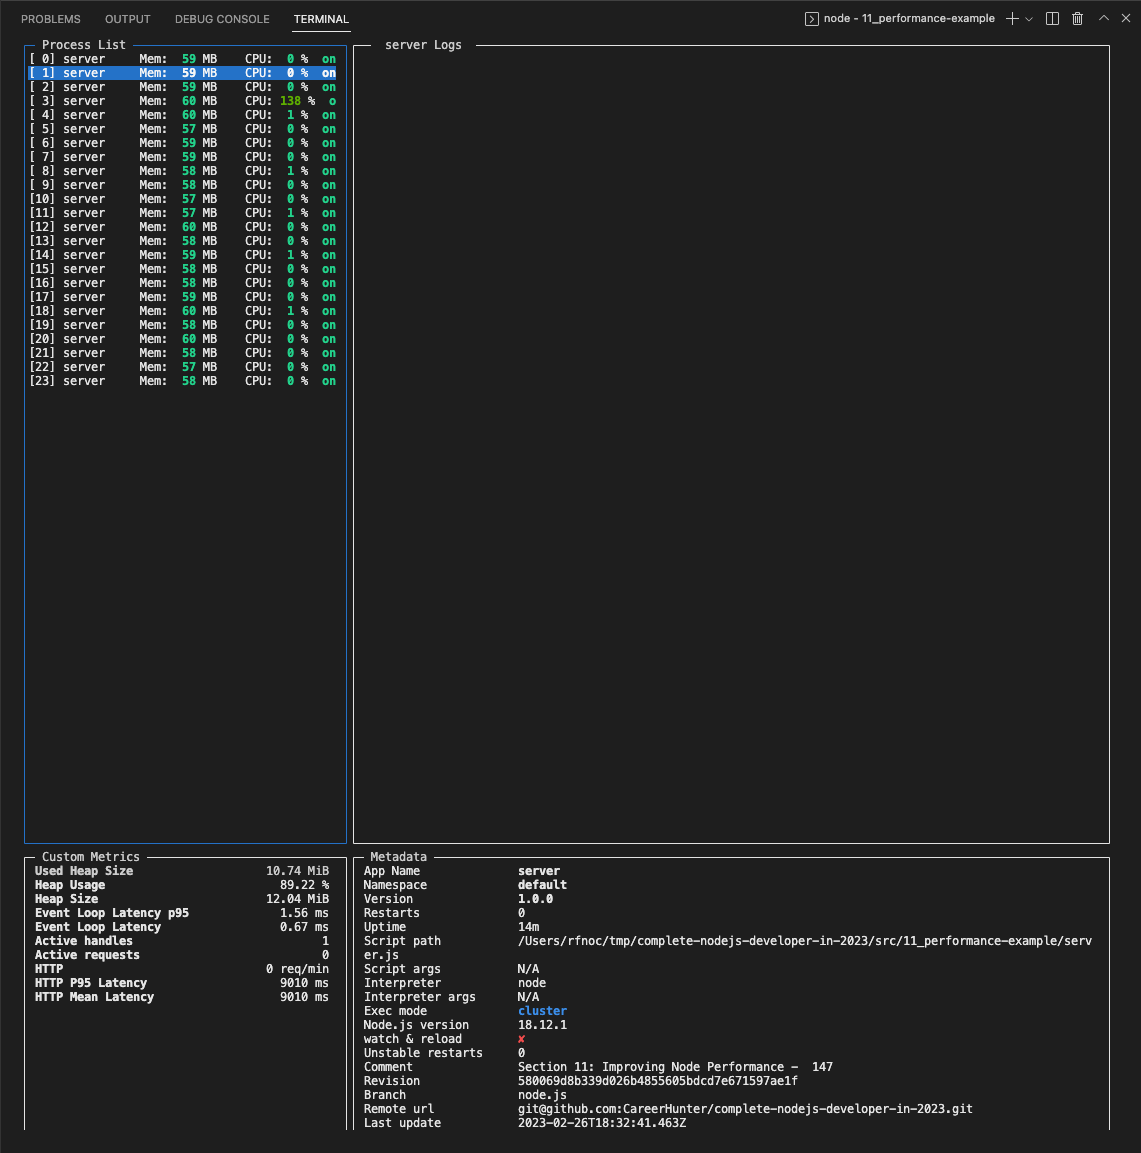 PROBLEMS OUTPUT DEBUG CONSOLE TERMINAL node - 11_performance-example
Process List
[ 0] server Mem: 59 MB CPU: 0 % on
[ 1] server Mem: 59 MB CPU: 0 % on
[ 2] server Mem: 59 MB CPU: 0 % on
[ 3] server Mem: 60 MB CPU: 138 % o
[ 4] server Mem: 60 MB CPU: 1 % on
[ 5] server Mem: 57 MB CPU: 0 % on
[ 6] server Mem: 59 MB CPU: 0 % on
[ 7] server Mem: 59 MB CPU: 0 % on
[ 8] server Mem: 58 MB CPU: 1 % on
[ 9] server Mem: 58 MB CPU: 0 % on
[10] server Mem: 57 MB CPU: 0 % on
[11] server Mem: 57 MB CPU: 1 % on
[12] server Mem: 60 MB CPU: 0 % on
[13] server Mem: 58 MB CPU: 0 % on
[14] server Mem: 59 MB CPU: 1 % on
[15] server Mem: 58 MB CPU: 0 % on
[16] server Mem: 58 MB CPU: 0 % on
[17] server Mem: 59 MB CPU: 0 % on
[18] server Mem: 60 MB CPU: 1 % on
[19] server Mem: 58 MB CPU: 0 % on
[20] server Mem: 60 MB CPU: 0 % on
[21] server Mem: 58 MB CPU: 0 % on
[22] server Mem: 57 MB CPU: 0 % on
[23] server Mem: 58 MB CPU: 0 % on
server Logs
Custom Metrics
Used Heap Size 10.74 MiB
Heap Usage 89.22 %
Heap Size 12.04 MiB
Event Loop Latency p95 1.56 ms
Event Loop Latency 0.67 ms
Active handles 1
Active requests 0
HTTP 0 req/min
HTTP P95 Latency 9010 ms
HTTP Mean Latency 9010 ms
Metadata
App Name server
Namespace default
Version 1.0.0
Restarts 0
Uptime 14m
Script path /Users/rfnoc/tmp/complete-nodejs-developer-in-2023/src/11_performance-example/serv
er.js
Script args N/A
Interpreter node
Interpreter args N/A
Exec mode cluster
Node.js version 18.12.1
watch & reload ✘
Unstable restarts 0
Comment Section 11: Improving Node Performance - 147
Revision 580069d8b339d026b4855605bdcd7e671597ae1f
Branch node.js
Remote url git@github.com:CareerHunter/complete-nodejs-developer-in-2023.git
Last update 2023-02-26T18:32:41.463Z